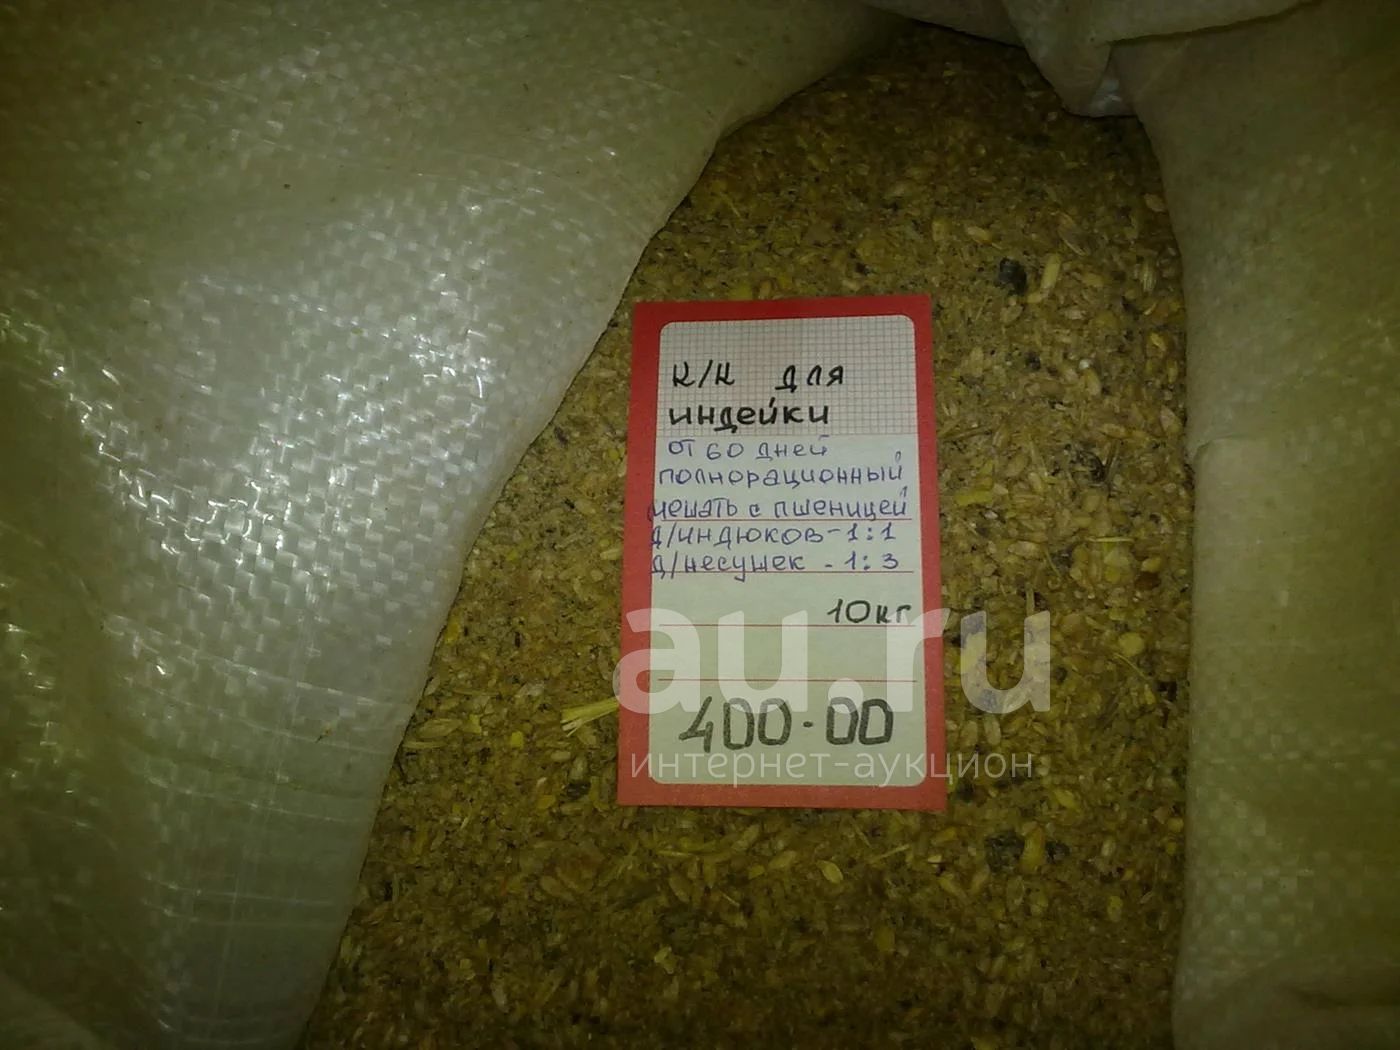 К/К для
индейки
от 60 дней
полнорационный
мешать с пшеницей
д/индюков-1:1
д/несушек - 1:3
10кг
400-00
au.ru
интернет-аукцион